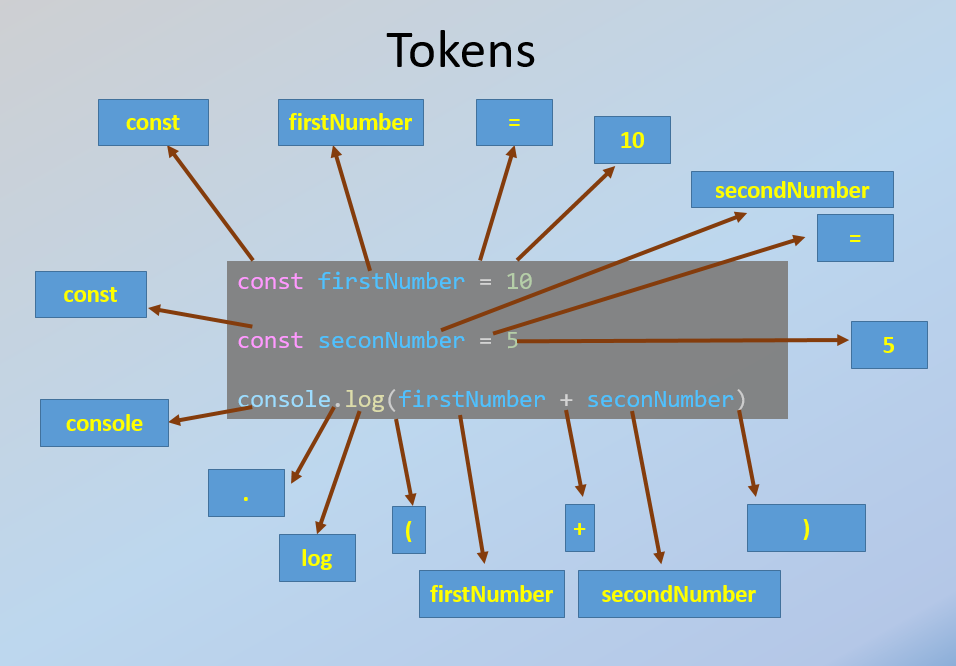 Tokens
const
firstNumber
=
10
secondNumber
=
const
const firstNumber = 10
const seconNumber = 5
5
console.log(firstNumber + seconNumber)
console
.
log
(
+
)
firstNumber
secondNumber